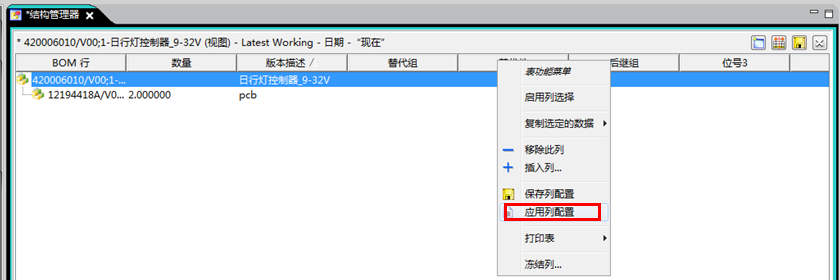 *结构管理器
* 420006010/V00;1-日行灯控制器_9-32V (视图) - Latest Working - 日期 - “现在”
BOM 行 数量 版本描述 替代组 后继组 位号3
420006010/V00;1-... 日行灯控制器_9-32V
12194418A/V0... 2.000000 pcb
表功能菜单
启用列选择
复制选定的数据
移除此列
插入列...
保存列配置
应用列配置
打印表
冻结列...